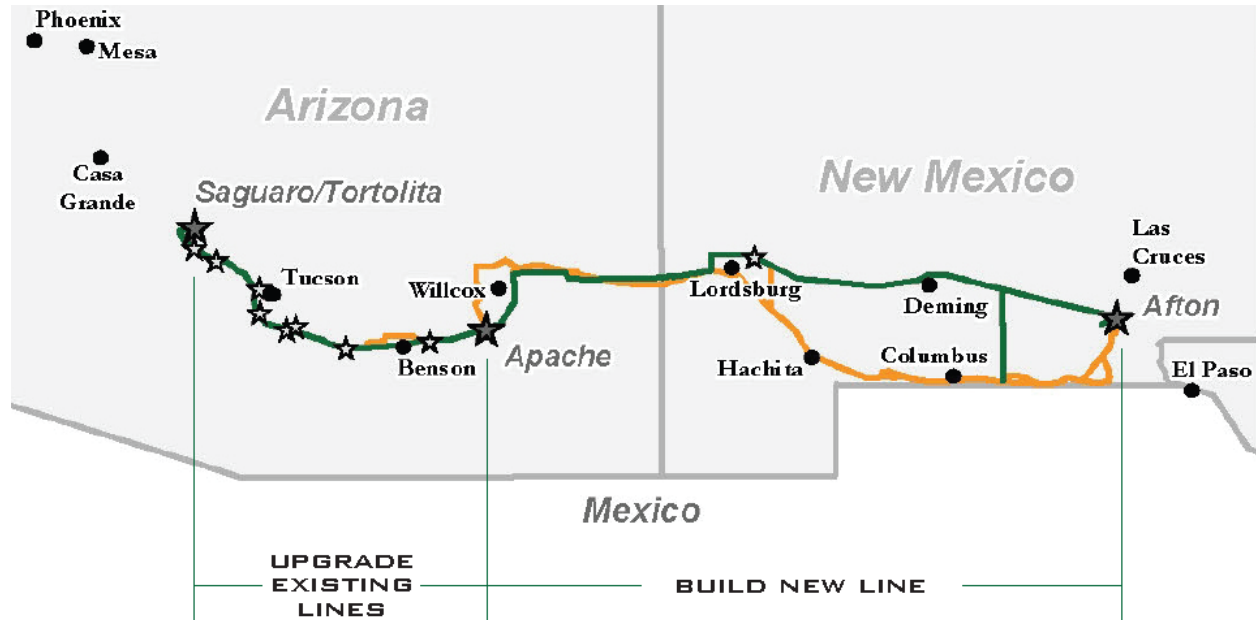 Phoenix
Mesa
Arizona
Casa
Grande
Saguaro/Tortolita
New Mexico
Las
Cruces
Tucson
Willcox
Lordsburg
Deming
Afton
Apache
Benson
Hachita
Columbus
El Paso
Mexico
UPGRADE
EXISTING
LINES
BUILD NEW LINE